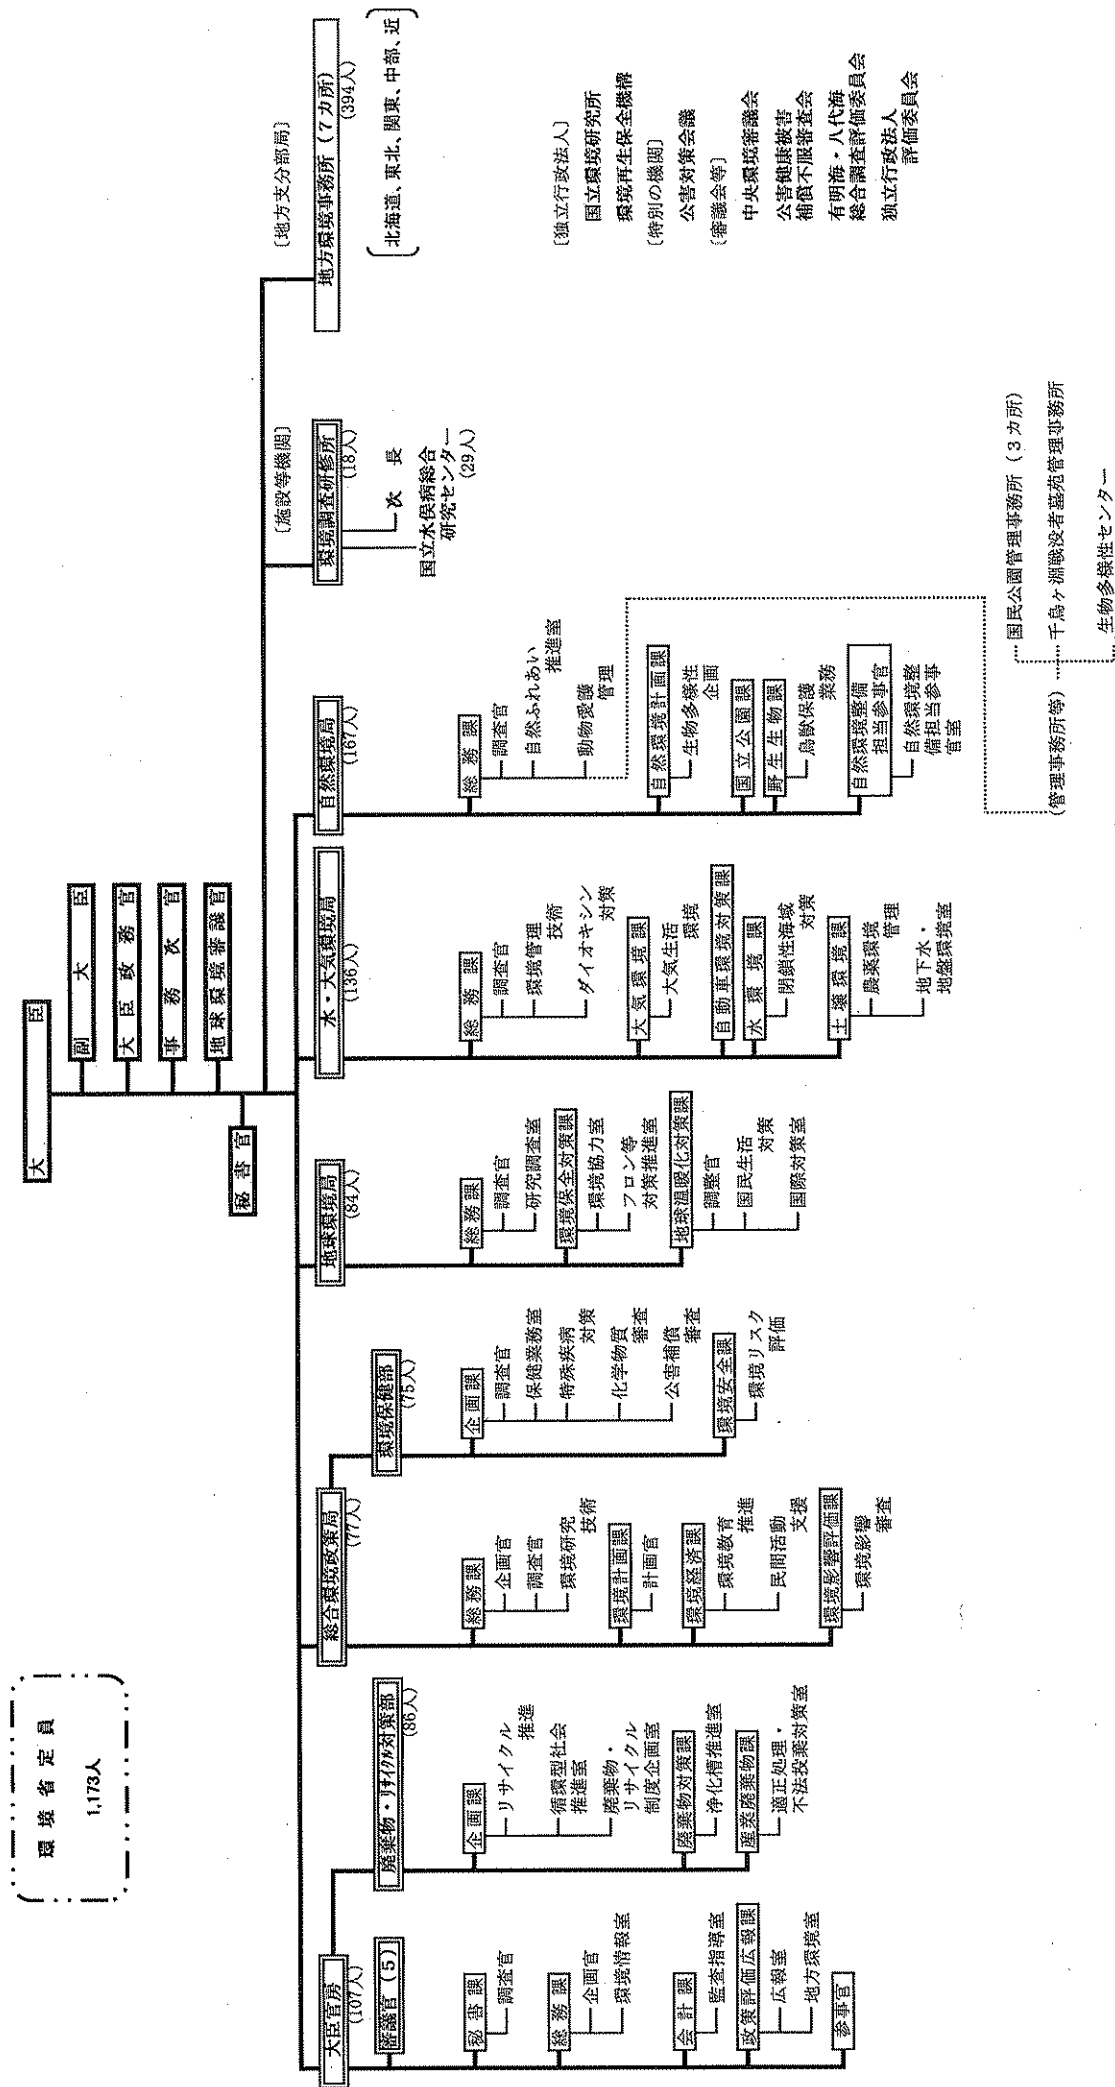 環境省定員
1,173人
大臣
副大臣
大臣政務官
事務次官
地球環境審議官
秘書官
大臣官房
(107人)
審議官(5)
秘書課
調査官
総務課
企画官
環境情報室
会計課
監査指導室
政策評価広報課
広報室
地方環境室
参事官
廃棄物・リサイクル対策部
(86人)
企画課
リサイクル
推進
循環型社会
推進室
廃棄物・
リサイクル
制度企画室
廃棄物対策課
浄化槽推進室
産業廃棄物課
適正処理・
不法投棄対策室
総合環境政策局
(77人)
総務課
企画官
調査官
環境研究
技術
環境計画課
計画官
環境経済課
環境教育
推進
民間活動
支援
環境影響評価課
環境影響
審査
環境保健部
(75人)
企画課
調査官
保健業務室
特殊疾病
対策
化学物質
審査
公害補償
審査
環境安全課
環境リスク
評価
地球環境局
(84人)
総務課
調査官
研究調査室
環境保全対策課
環境協力室
フロン等
対策推進室
地球温暖化対策課
調整官
国民生活
対策
国際対策室
水・大気環境局
(136人)
総務課
調査官
環境管理
技術
ダイオキシン
対策
大気環境課
大気生活
環境
自動車環境対策課
水環境課
閉鎖性海域
対策
土壌環境課
農薬環境
管理
地下水・
地盤環境室
自然環境局
(167人)
総務課
調査官
自然ふれあい
推進室
動物愛護
管理
自然環境計画課
生物多様性
企画
国立公園課
野生生物課
鳥獣保護
業務
自然環境整備
担当参事官
自然環境整
備担当参事
官室
(管理事務所等)
国民公園管理事務所(3カ所)
千鳥ヶ淵戦没者墓苑管理事務所
生物多様性センター
〔施設等機関〕
環境調査研修所
(18人)
次長
国立水俣病総合
研究センター
(29人)
〔地方支分部局〕
地方環境事務所(7カ所)
(394人)
北海道、東北、関東、中部、近
〔独立行政法人〕
国立環境研究所
環境再生保全機構
〔特別の機関〕
公害対策会議
〔審議会等〕
中央環境審議会
公害健康被害
補償不服審査会
有明海・八代海
総合調査評価委員会
独立行政法人
評価委員会